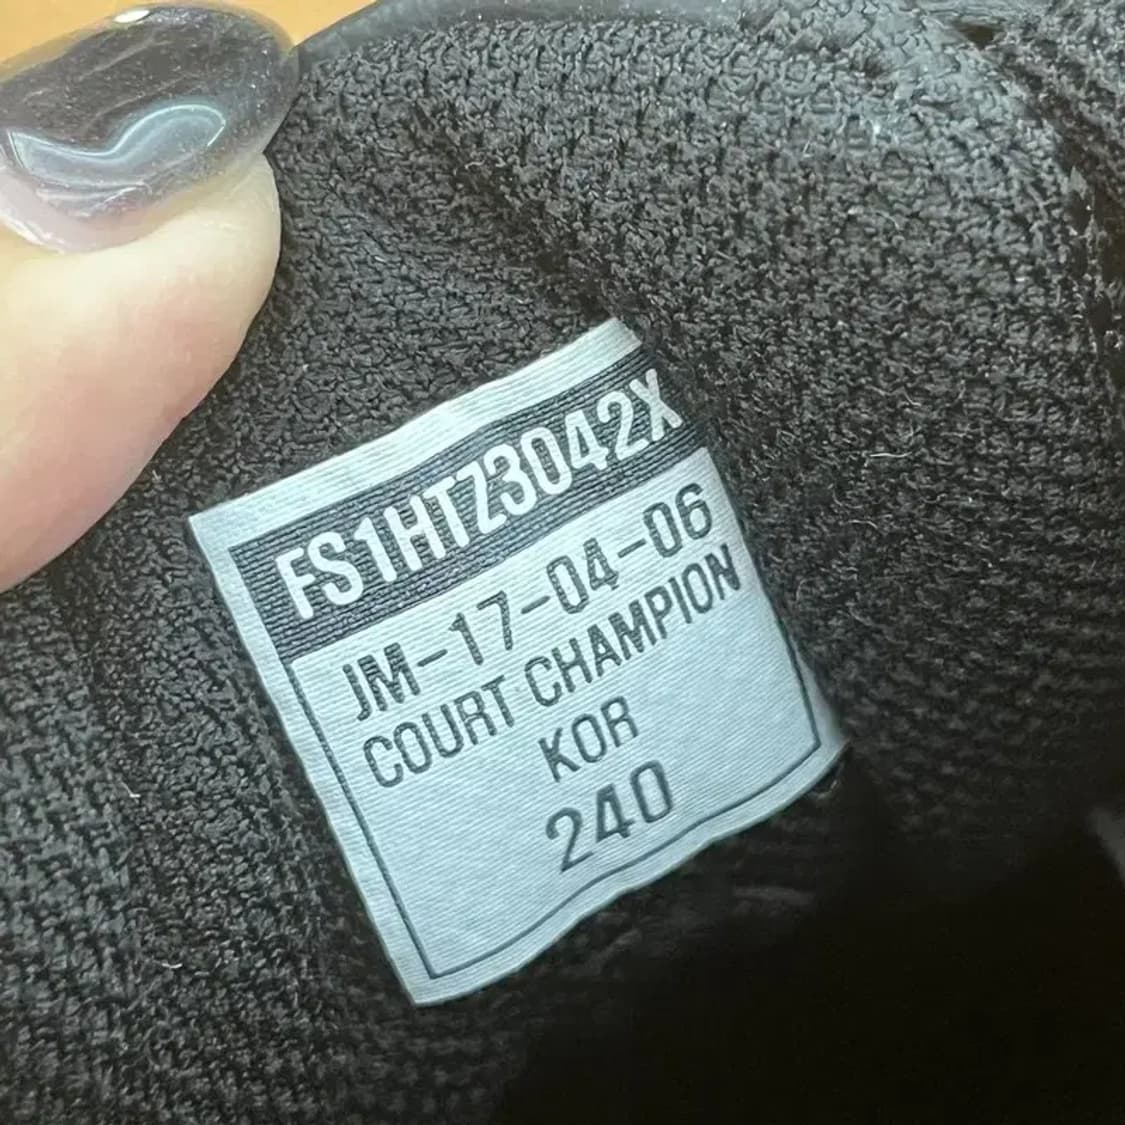 FS1HTZ3042X
JM-17-04-06
COURT CHAMPION
KOR
240